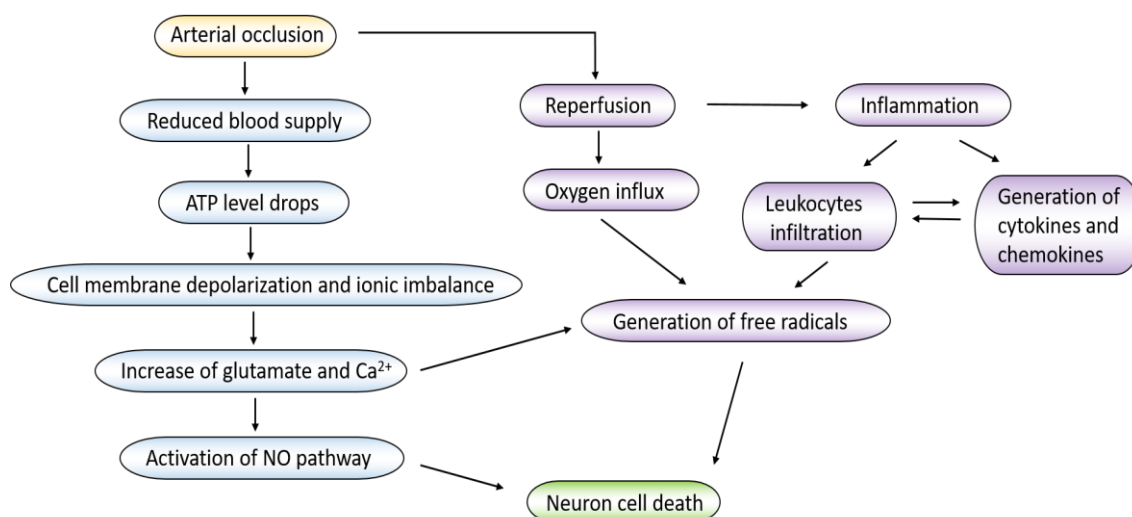 Arterial occlusion
Reperfusion
Inflammation
Reduced blood supply
ATP level drops
Oxygen influx
Leukocytes
infiltration
Generation of
cytokines and
chemokines
Cell membrane depolarization and ionic imbalance
Generation of free radicals
Increase of glutamate and Ca²⁺
Activation of NO pathway
Neuron cell death